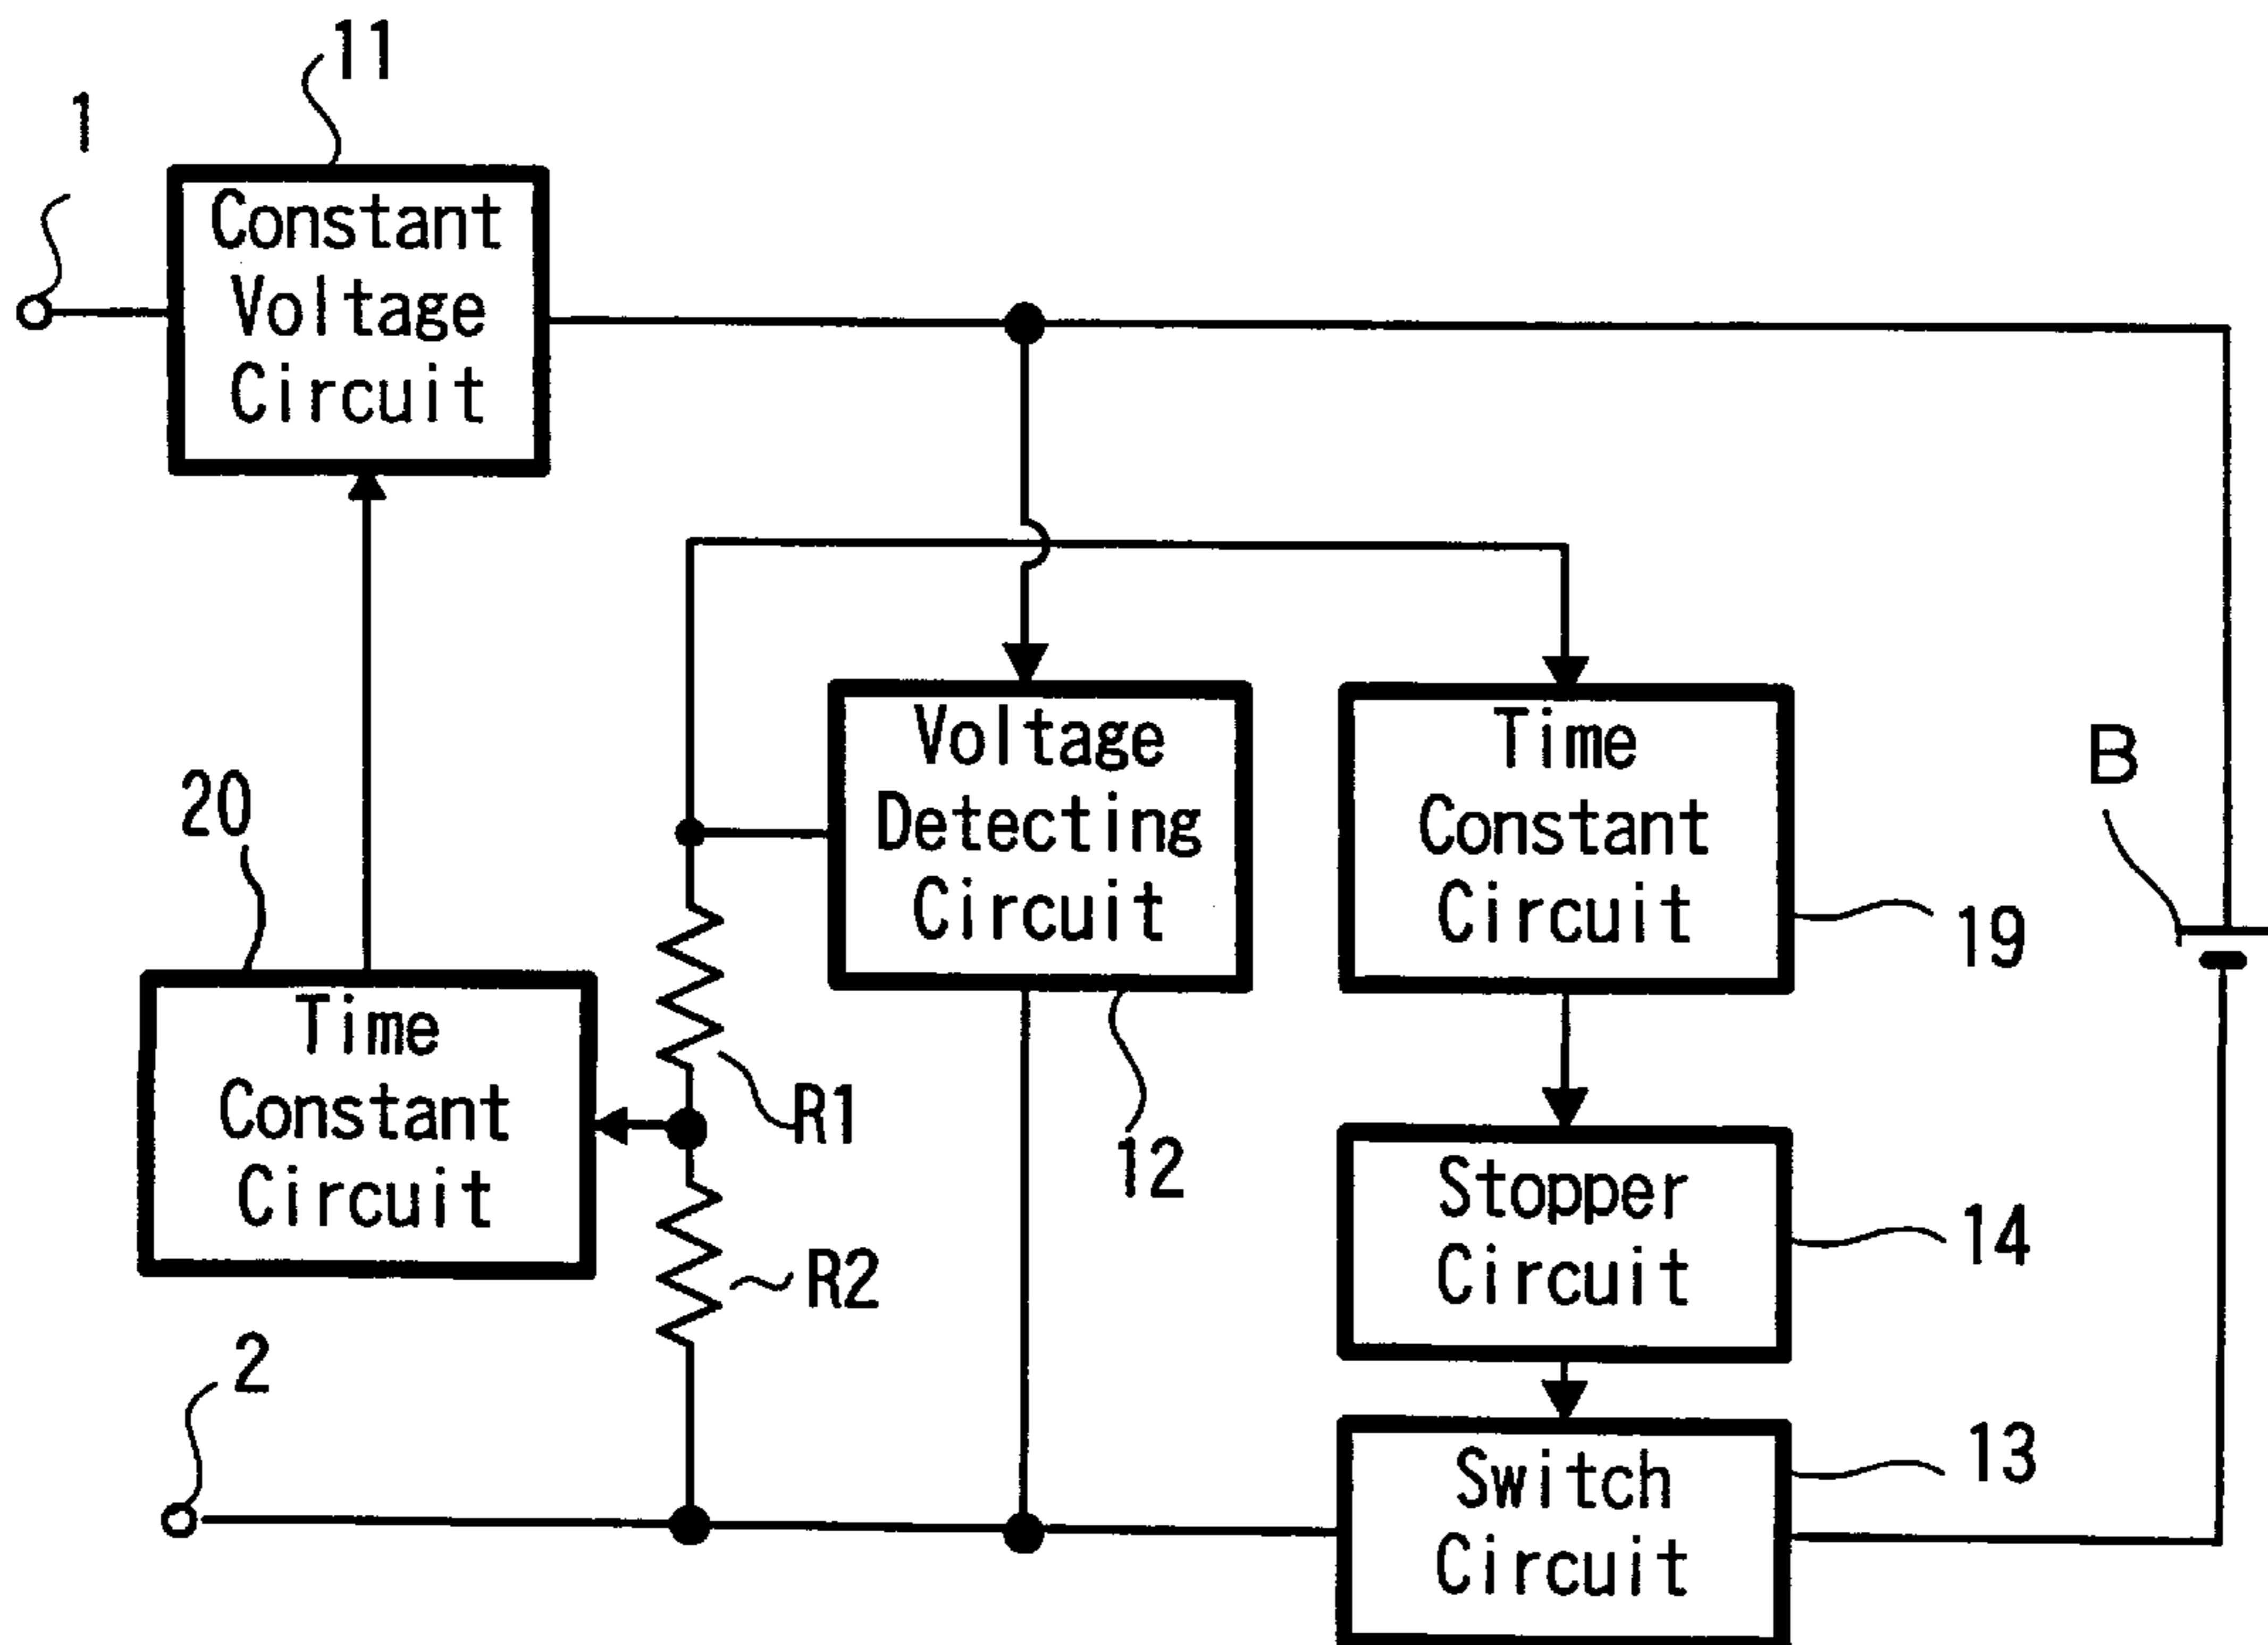 11
1
Constant
Voltage
Circuit
Voltage
Detecting
Circuit
Time
Constant
Circuit
B
20
19
Time
Constant
Circuit
R1
12
Stopper
Circuit
14
R2
2
Switch
Circuit
13